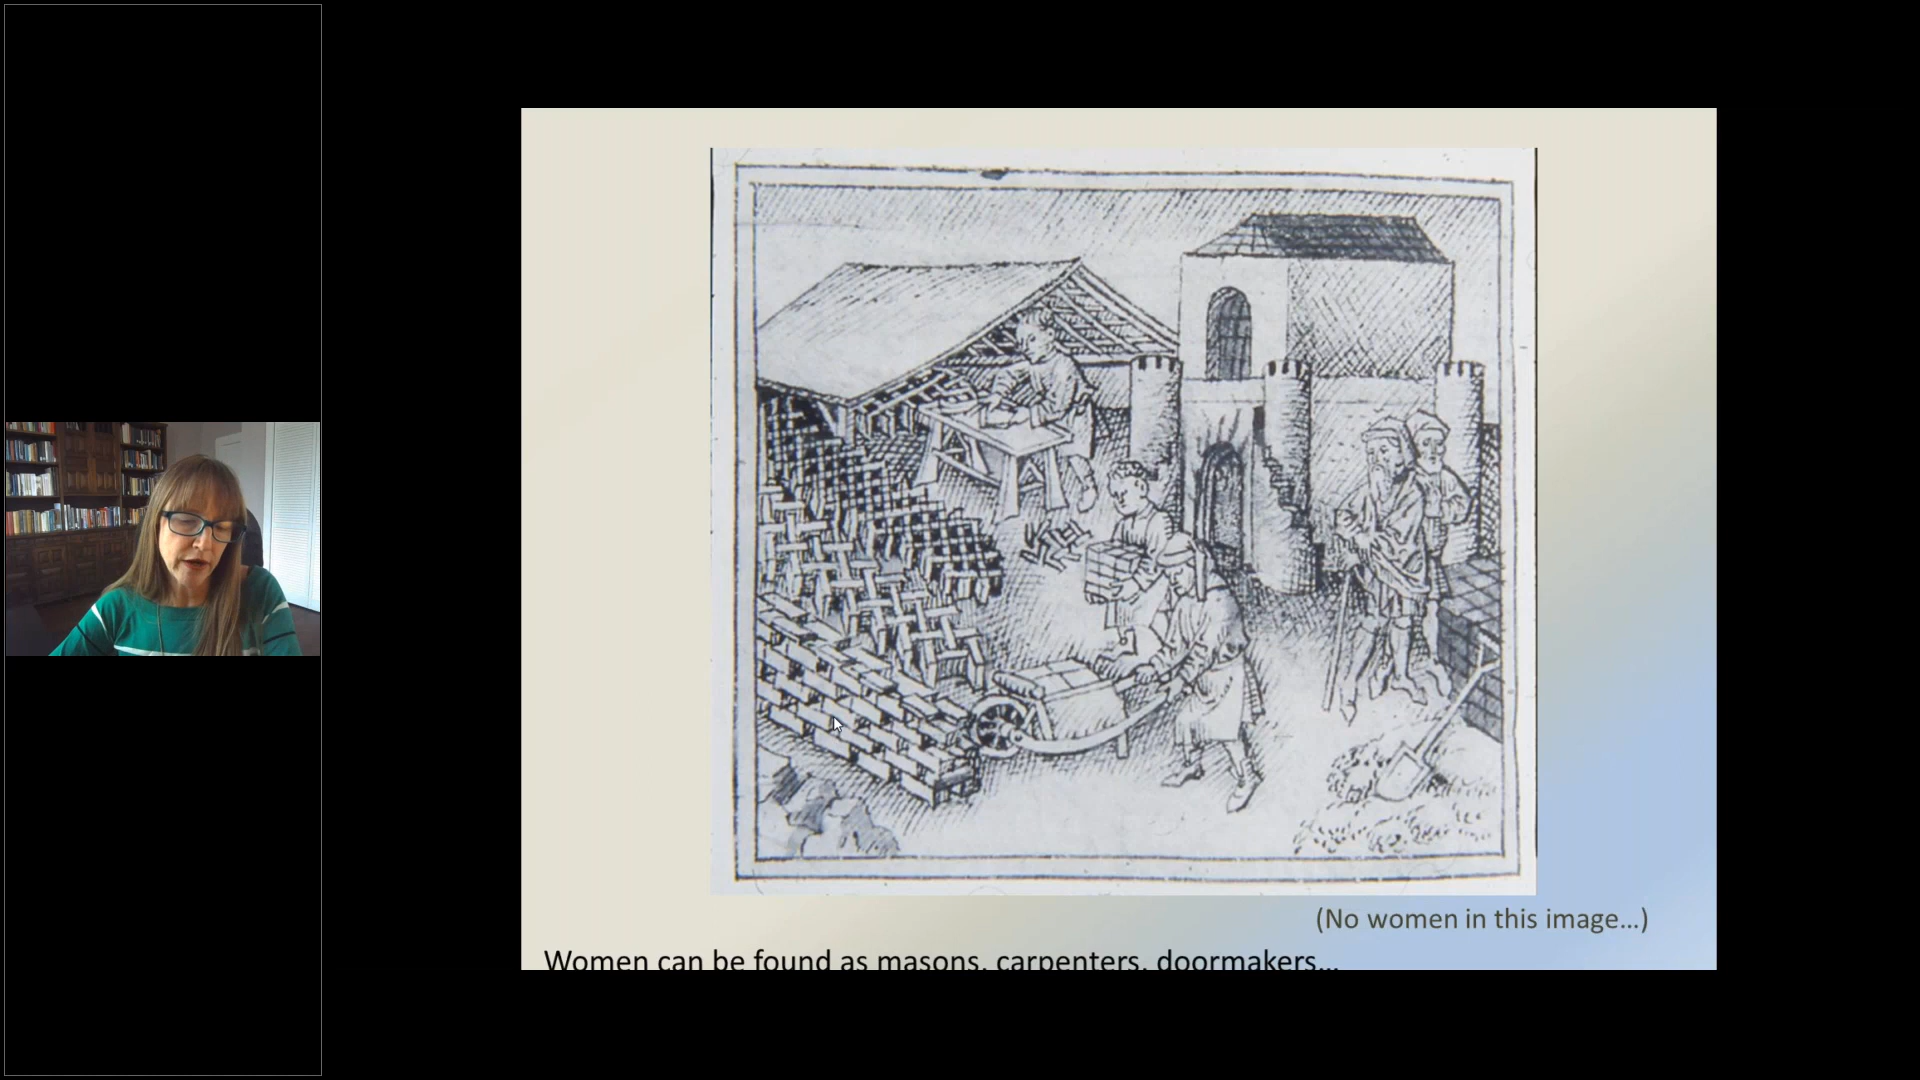 (No women in this image...)
Women can be found as masons, carpenters, doormakers...